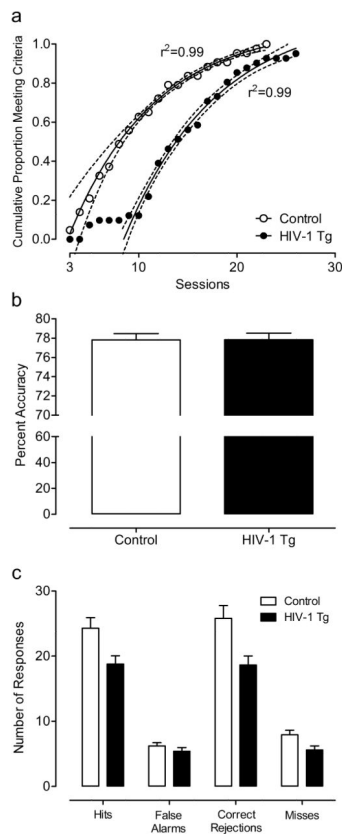 a
r²=0.99
r²=0.99
Cumulative Proportion Meeting Criteria
1.0
0.8
0.6
0.4
0.2
0.0
Control
HIV-1 Tg
3
10
20
30
Sessions
b
Percent Accuracy
80
78
76
74
72
70
60
40
20
0
Control
HIV-1 Tg
c
Number of Responses
30
20
10
0
Control
HIV-1 Tg
Hits
False
Alarms
Correct
Rejections
Misses